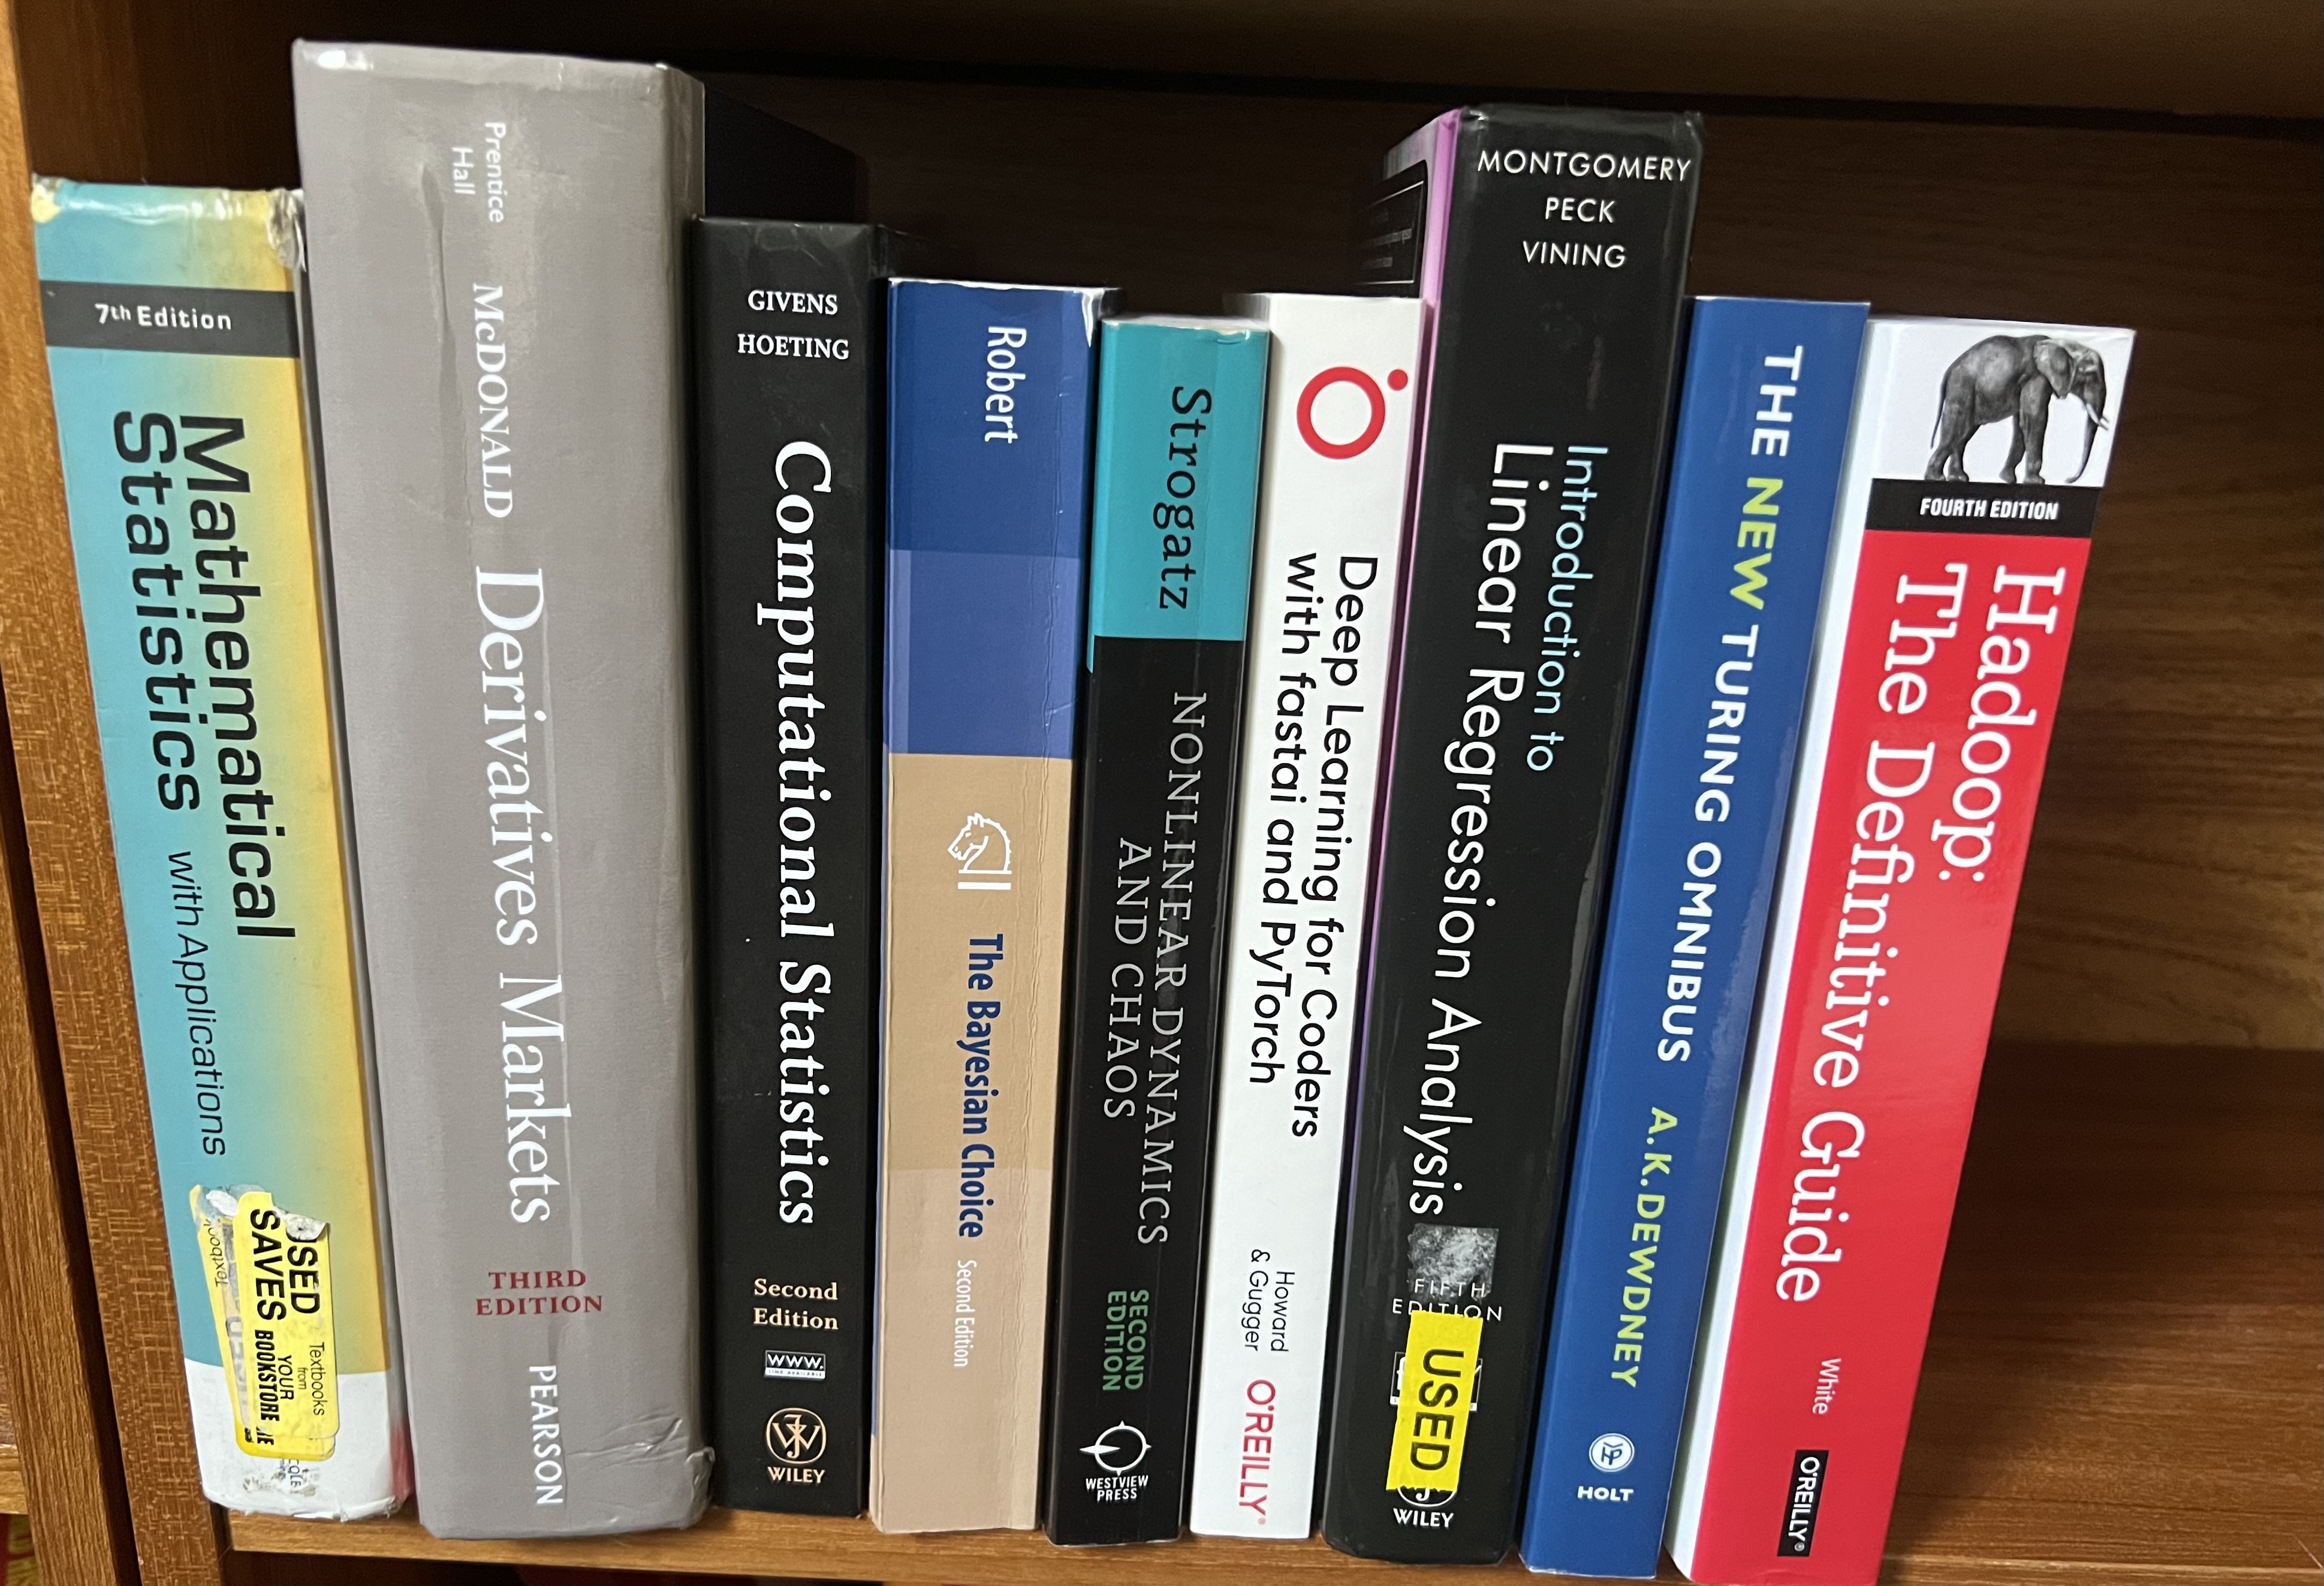 7th Edition
Mathematical
Statistics
with Applications
USED
SAVES
Textbooks
from
YOUR
BOOKSTORE
Prentice
Hall
McDONALD
Derivatives Markets
THIRD
EDITION
PEARSON
GIVENS
HOETING
Computational Statistics
Second
Edition
WWW.
WILEY
Robert
The Bayesian Choice
Second Edition
Strogatz
NONLINEAR DYNAMICS
AND CHAOS
SECOND
EDITION
WESTVIEW
PRESS
Deep Learning for Coders
with fastai and PyTorch
Howard
& Gugger
O'REILLY®
MONTGOMERY
PECK
VINING
Introduction to
Linear Regression Analysis
FIFTH
EDITION
USED
WILEY
THE NEW TURING OMNIBUS
A.K. DEWDNEY
HOLT
FOURTH EDITION
Hadoop:
The Definitive Guide
White
O'REILLY®